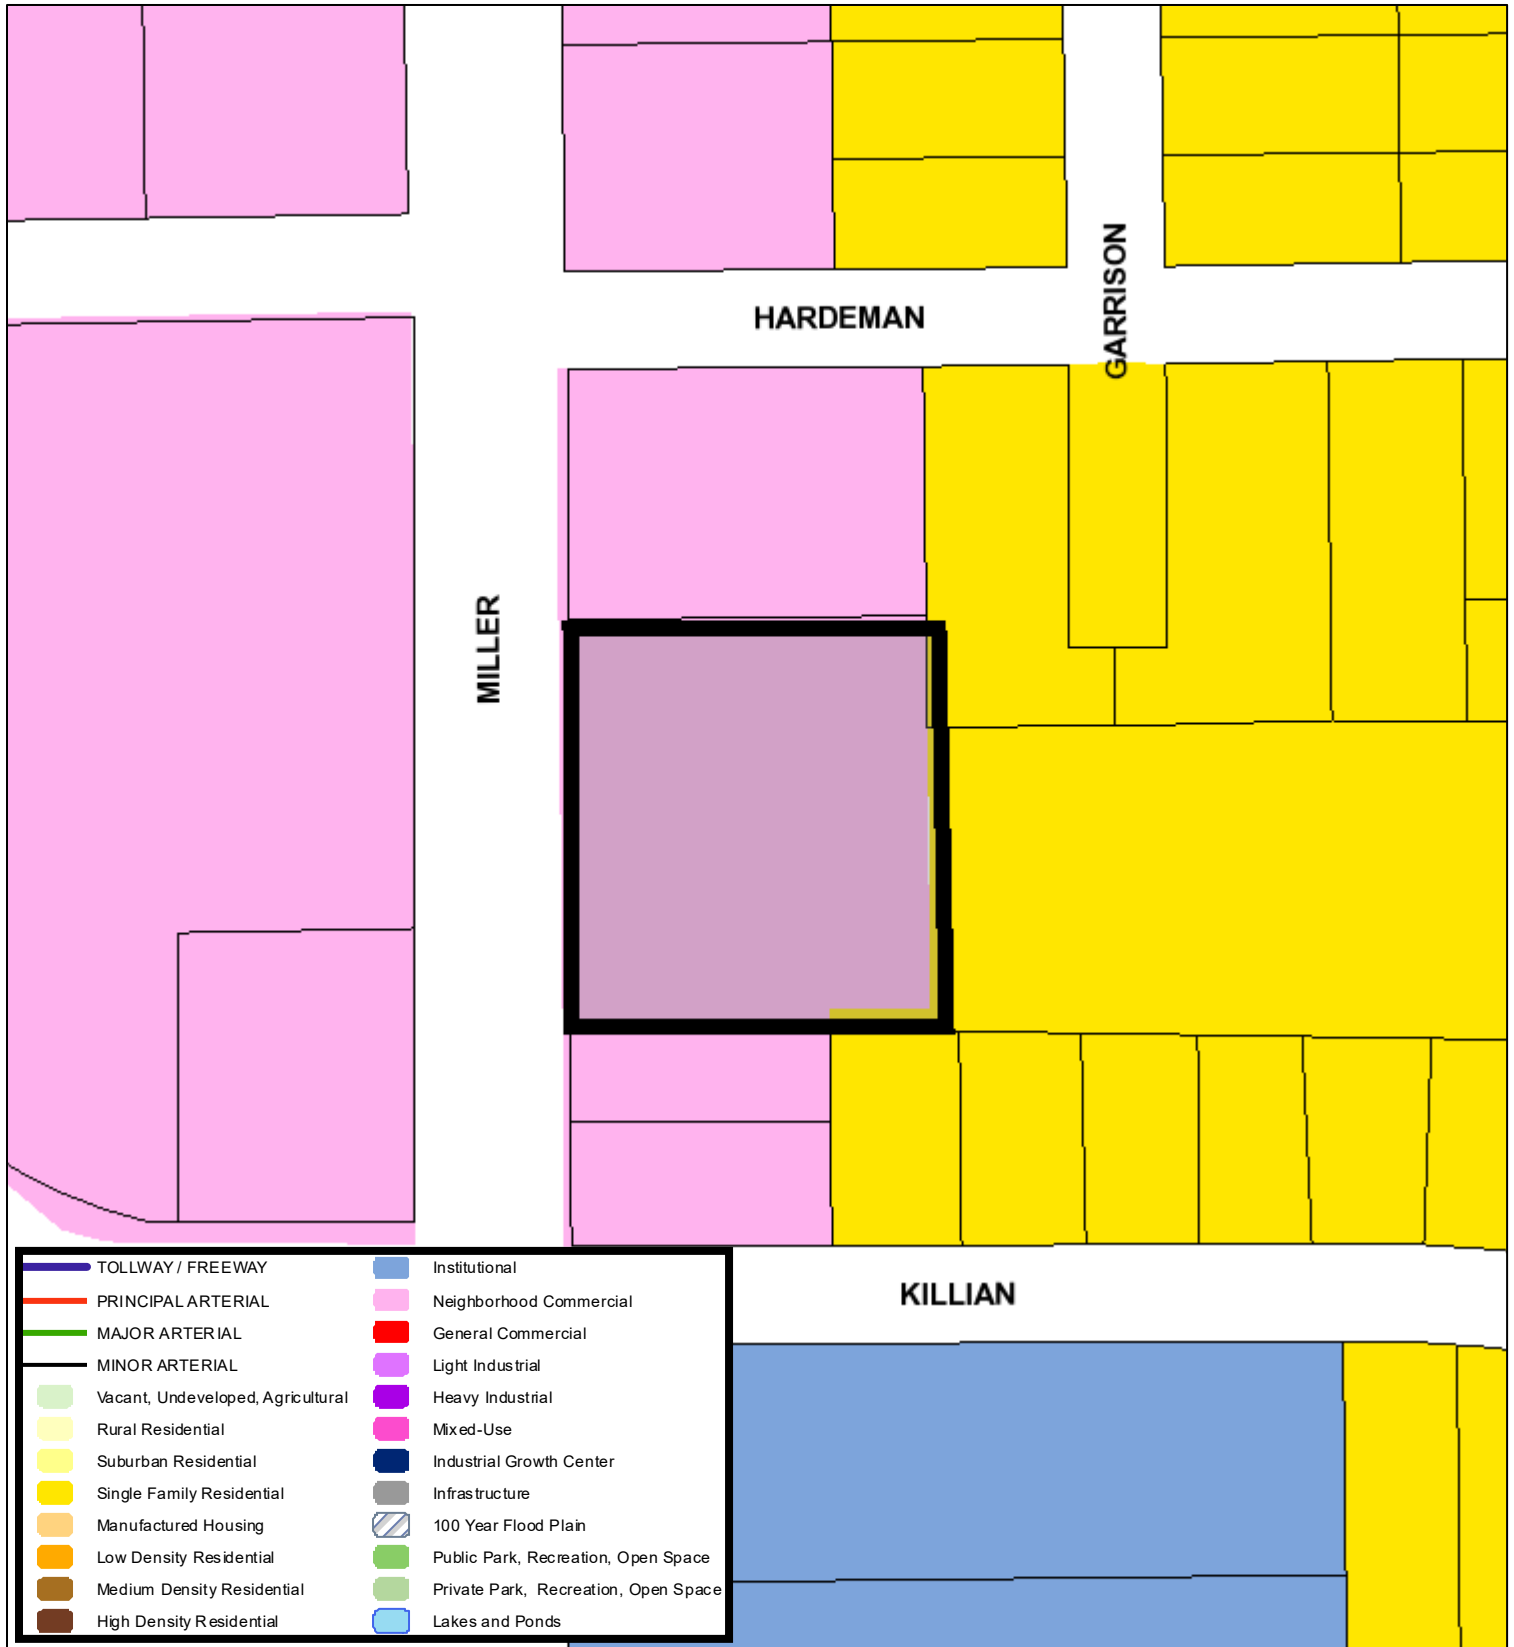 GARRISON
HARDEMAN
MILLER
KILLIAN
TOLLWAY / FREEWAY
PRINCIPAL ARTERIAL
MAJOR ARTERIAL
MINOR ARTERIAL
Vacant, Undeveloped, Agricultural
Rural Residential
Suburban Residential
Single Family Residential
Manufactured Housing
Low Density Residential
Medium Density Residential
High Density Residential
Institutional
Neighborhood Commercial
General Commercial
Light Industrial
Heavy Industrial
Mixed-Use
Industrial Growth Center
Infrastructure
100 Year Flood Plain
Public Park, Recreation, Open Space
Private Park, Recreation, Open Space
Lakes and Ponds